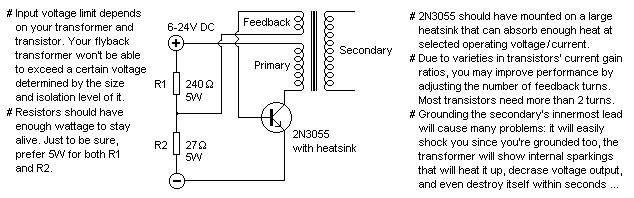 # Input voltage limit depends
on your transformer and
transistor. Your flyback
transformer won't be able
to exceed a certain voltage
determined by the size
and isolation level of it.
# Resistors should have
enough wattage to stay
alive. Just to be sure,
prefer 5W for both R1
and R2.
6-24V DC
Feedback
Primary
Secondary
R1
240Ω
5W
R2
27Ω
5W
2N3055
with heatsink
# 2N3055 should have mounted on a large
heatsink that can absorb enough heat at
selected operating voltage/current.
# Due to varieties in transistors' current gain
ratios, you may improve performance by
adjusting the number of feedback turns.
Most transistors need more than 2 turns.
# Grounding the secondary's innermost lead
will cause many problems: it will easily
shock you since you're grounded too, the
transformer will show internal sparkings
that will heat it up, decrase voltage output,
and even destroy itself within seconds ...